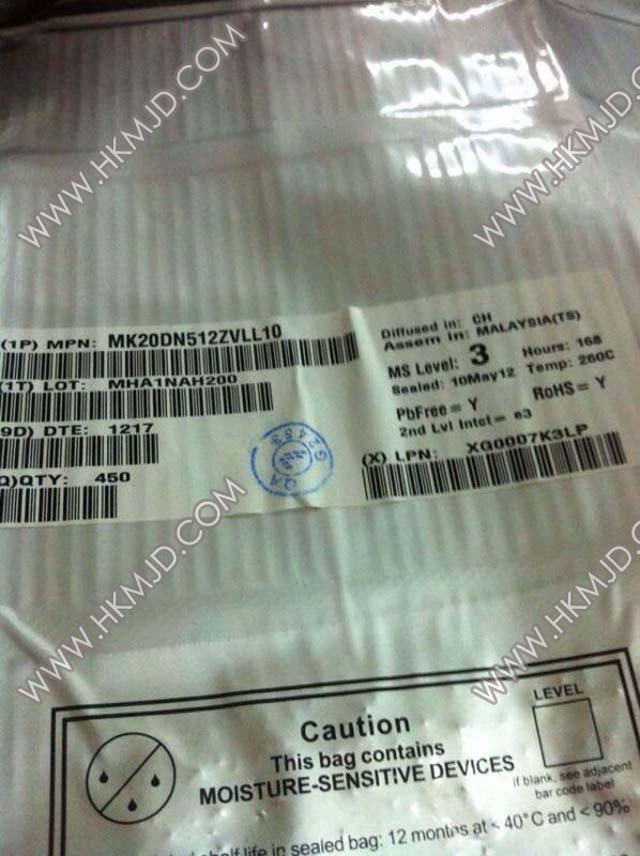 WWW.HKMJD.COM
WWW.HKMJD.COM
(1P) MPN: MK20DN512ZVLL10
(1T) LOT: MHA1NAH200
9D) DTE: 1217
Q)QTY: 450
Diffused in: CH
Assem in: MALAYSIA(TS)
MS Level: 3 Hours: 168
Sealed: 10May12 Temp: 260C
PbFree= Y RoHS= Y
2nd Lvl Intct= e3
(X) LPN: XG0007K3LP
QA
G2453
WWW.HKMJD.COM
WWW.HKMJD.CO
LEVEL
Caution
This bag contains
MOISTURE-SENSITIVE DEVICES
If blank, see adjacent
bar code label
shelf life in sealed bag: 12 months at < 40°C and < 90%